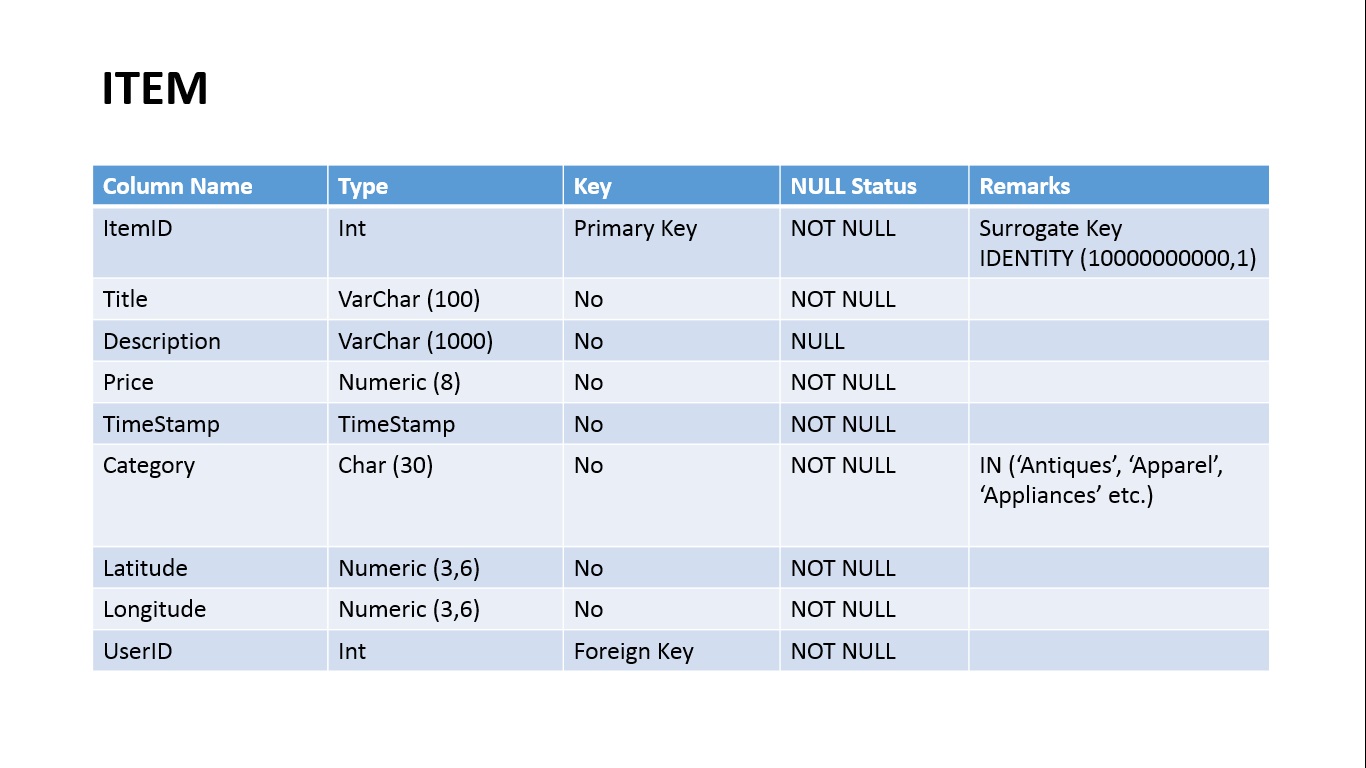 ITEM
Column Name Type Key NULL Status Remarks
ItemID Int Primary Key NOT NULL Surrogate Key
IDENTITY (10000000000,1)
Title VarChar (100) No NOT NULL
Description VarChar (1000) No NULL
Price Numeric (8) No NOT NULL
TimeStamp TimeStamp No NOT NULL
Category Char (30) No NOT NULL IN (‘Antiques’, ‘Apparel’,
‘Appliances’ etc.)
Latitude Numeric (3,6) No NOT NULL
Longitude Numeric (3,6) No NOT NULL
UserID Int Foreign Key NOT NULL